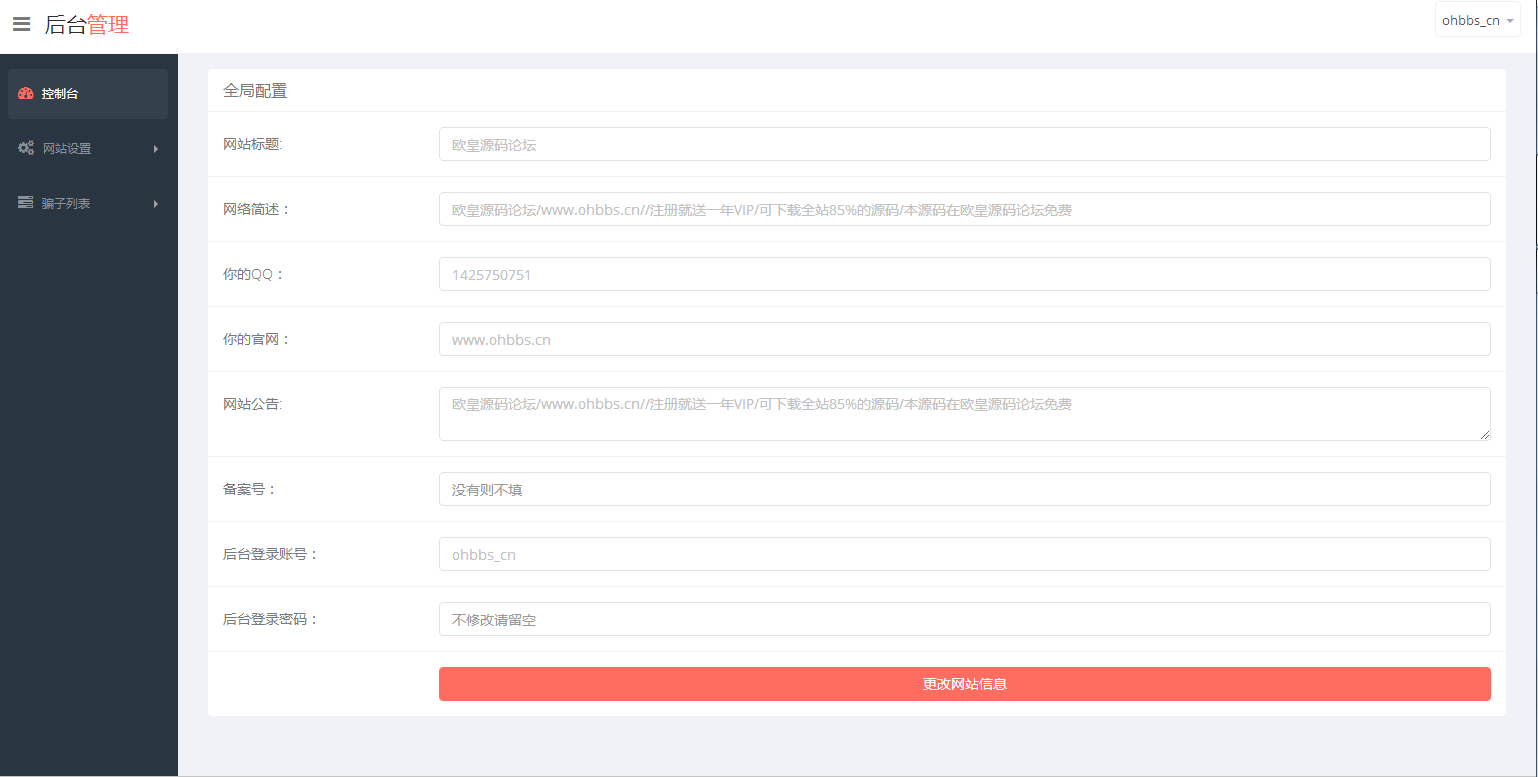 后台管理
ohbbs_cn
控制台
网站设置
骗子列表
全局配置
网站标题:
欧皇源码论坛
网络简述：
欧皇源码论坛/www.ohbbs.cn//注册就送一年VIP/可下载全站85%的源码/本源码在欧皇源码论坛免费
你的QQ：
1425750751
你的官网：
www.ohbbs.cn
网站公告:
欧皇源码论坛/www.ohbbs.cn//注册就送一年VIP/可下载全站85%的源码/本源码在欧皇源码论坛免费
备案号：
没有则不填
后台登录账号：
ohbbs_cn
后台登录密码：
不修改请留空
更改网站信息